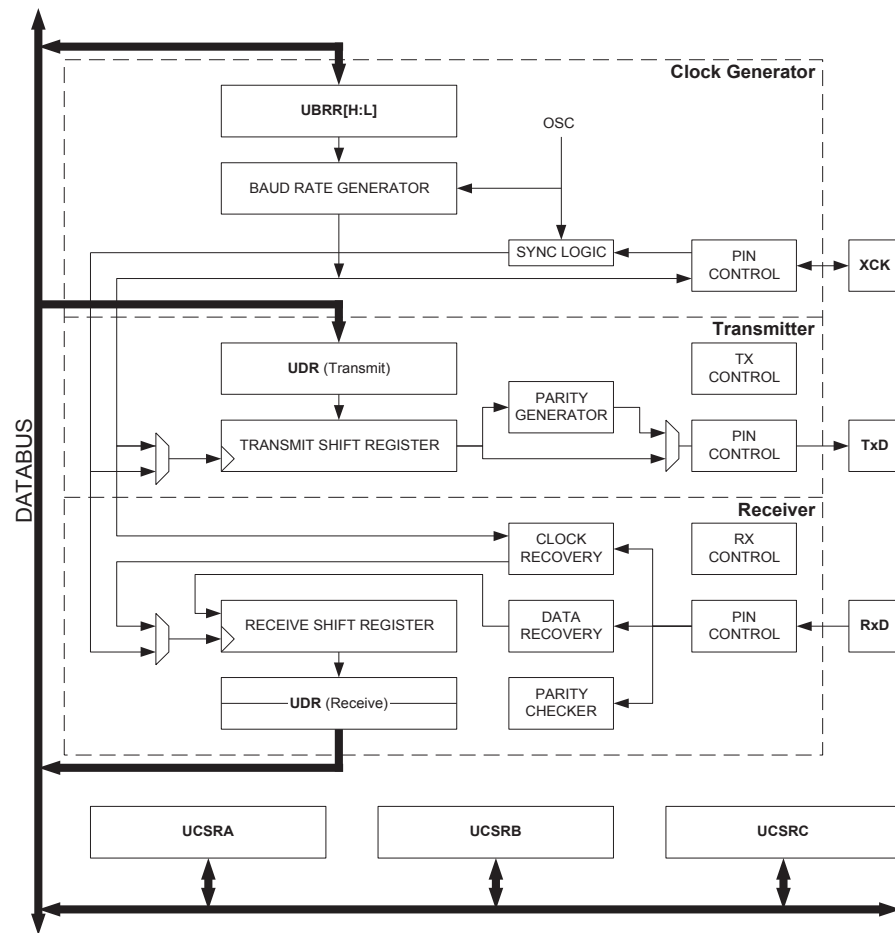 Clock Generator
UBRR[H:L]
OSC
BAUD RATE GENERATOR
SYNC LOGIC
PIN
CONTROL
XCK
Transmitter
UDR (Transmit)
TX
CONTROL
PARITY
GENERATOR
TRANSMIT SHIFT REGISTER
PIN
CONTROL
TxD
DATABUS
Receiver
CLOCK
RECOVERY
RX
CONTROL
RECEIVE SHIFT REGISTER
DATA
RECOVERY
PIN
CONTROL
RxD
UDR (Receive)
PARITY
CHECKER
UCSRA
UCSRB
UCSRC